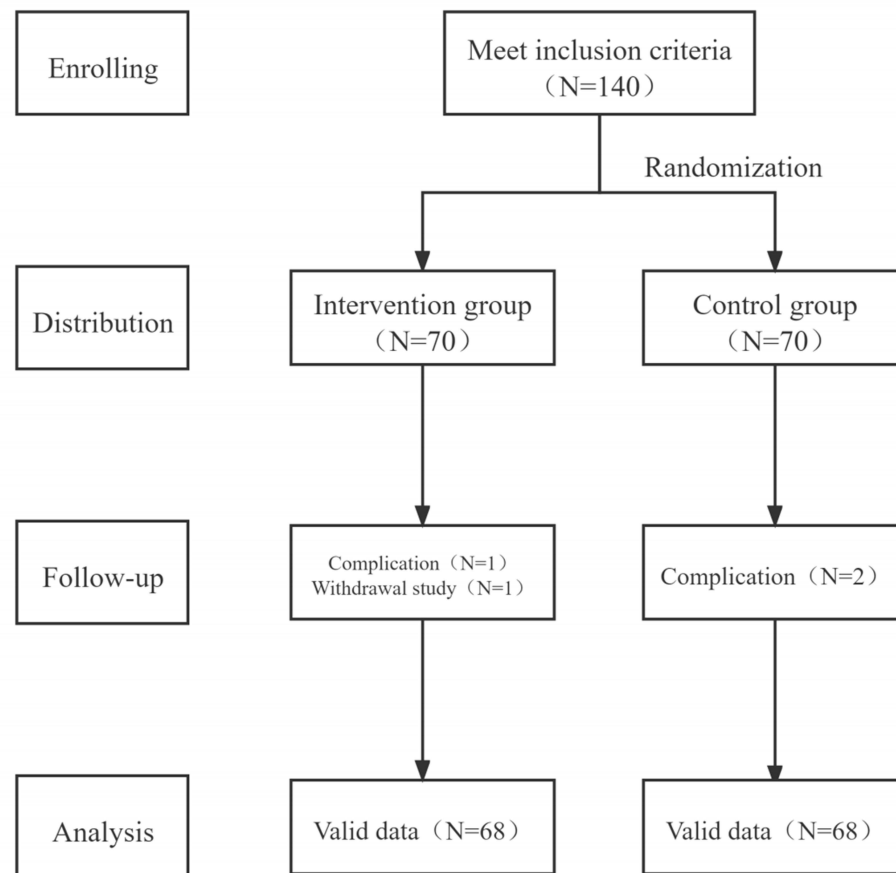 Enrolling
Meet inclusion criteria
（N=140）
Randomization
Distribution
Intervention group
（N=70）
Control group
（N=70）
Follow-up
Complication（N=1）
Withdrawal study（N=1）
Complication（N=2）
Analysis
Valid data（N=68）
Valid data（N=68）